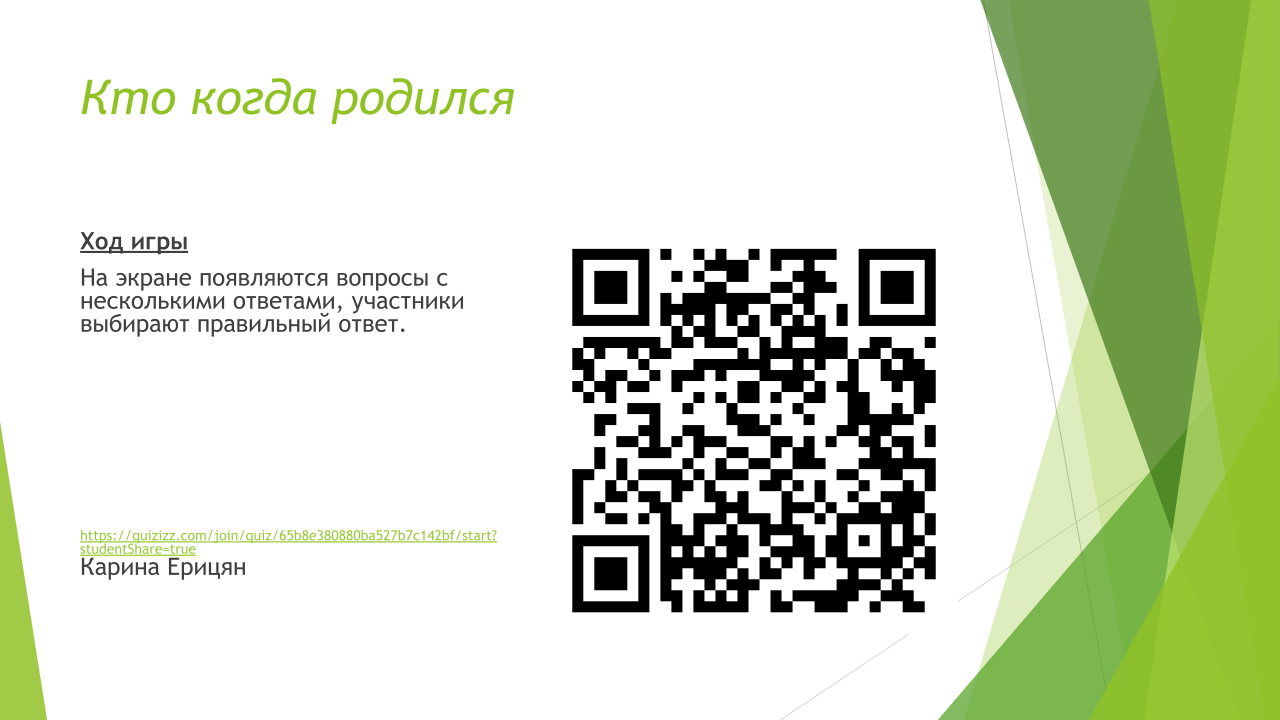 Кто когда родился
Ход игры
На экране появляются вопросы с
несколькими ответами, участники
выбирают правильный ответ.
https://quizizz.com/join/quiz/65b8e380880ba527b7c142bf/start?
studentShare=true
Карина Ерицян